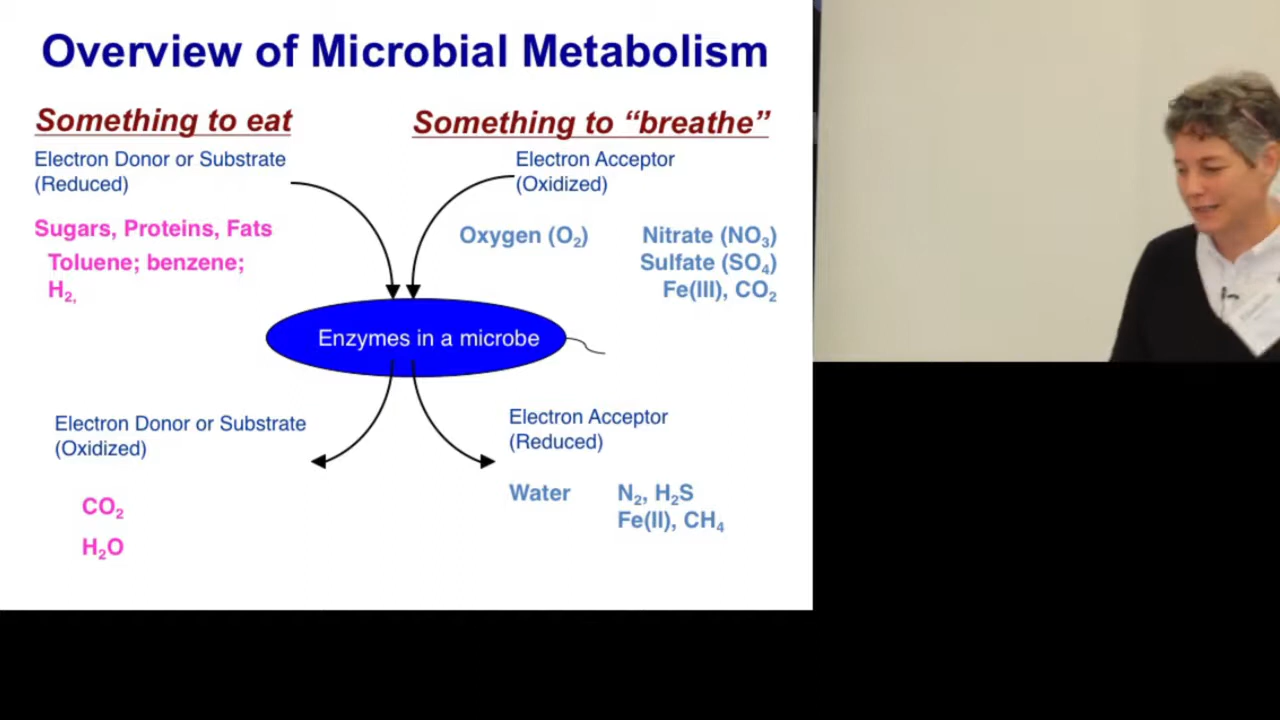 Overview of Microbial Metabolism
Something to eat
Something to “breathe”
Electron Donor or Substrate
(Reduced)
Electron Acceptor
(Oxidized)
Sugars, Proteins, Fats
Toluene; benzene;
H₂,
Oxygen (O₂)
Nitrate (NO₃)
Sulfate (SO₄)
Fe(III), CO₂
Enzymes in a microbe
Electron Donor or Substrate
(Oxidized)
Electron Acceptor
(Reduced)
CO₂
H₂O
Water
N₂, H₂S
Fe(II), CH₄